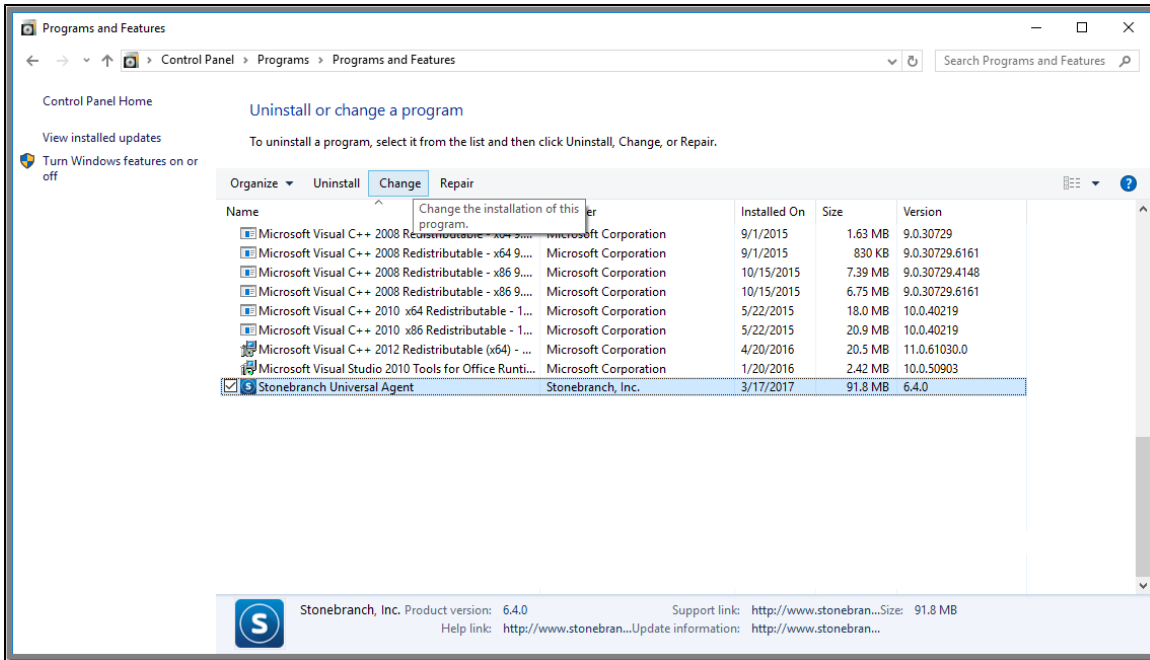 Programs and Features
Control Panel > Programs > Programs and Features
Search Programs and Features
Control Panel Home
View installed updates
Turn Windows features on or
off
Uninstall or change a program
To uninstall a program, select it from the list and then click Uninstall, Change, or Repair.
Organize Uninstall Change Repair
Change the installation of this
program.
Name er Installed On Size Version
Microsoft Visual C++ 2008 Redistributable - x64 9.... Microsoft Corporation 9/1/2015 1.63 MB 9.0.30729
Microsoft Visual C++ 2008 Redistributable - x64 9.... Microsoft Corporation 9/1/2015 830 KB 9.0.30729.6161
Microsoft Visual C++ 2008 Redistributable - x86 9.... Microsoft Corporation 10/15/2015 7.39 MB 9.0.30729.4148
Microsoft Visual C++ 2008 Redistributable - x86 9.... Microsoft Corporation 10/15/2015 6.75 MB 9.0.30729.6161
Microsoft Visual C++ 2010 x64 Redistributable - 1... Microsoft Corporation 5/22/2015 18.0 MB 10.0.40219
Microsoft Visual C++ 2010 x86 Redistributable - 1... Microsoft Corporation 5/22/2015 20.9 MB 10.0.40219
Microsoft Visual C++ 2012 Redistributable (x64) - ... Microsoft Corporation 4/20/2016 20.5 MB 11.0.61030.0
Microsoft Visual Studio 2010 Tools for Office Runti... Microsoft Corporation 1/20/2016 2.42 MB 10.0.50903
S Stonebranch Universal Agent Stonebranch, Inc. 3/17/2017 91.8 MB 6.4.0
S Stonebranch, Inc. Product version: 6.4.0 Support link: http://www.stonebran... Size: 91.8 MB
Help link: http://www.stonebran... Update information: http://www.stonebran...